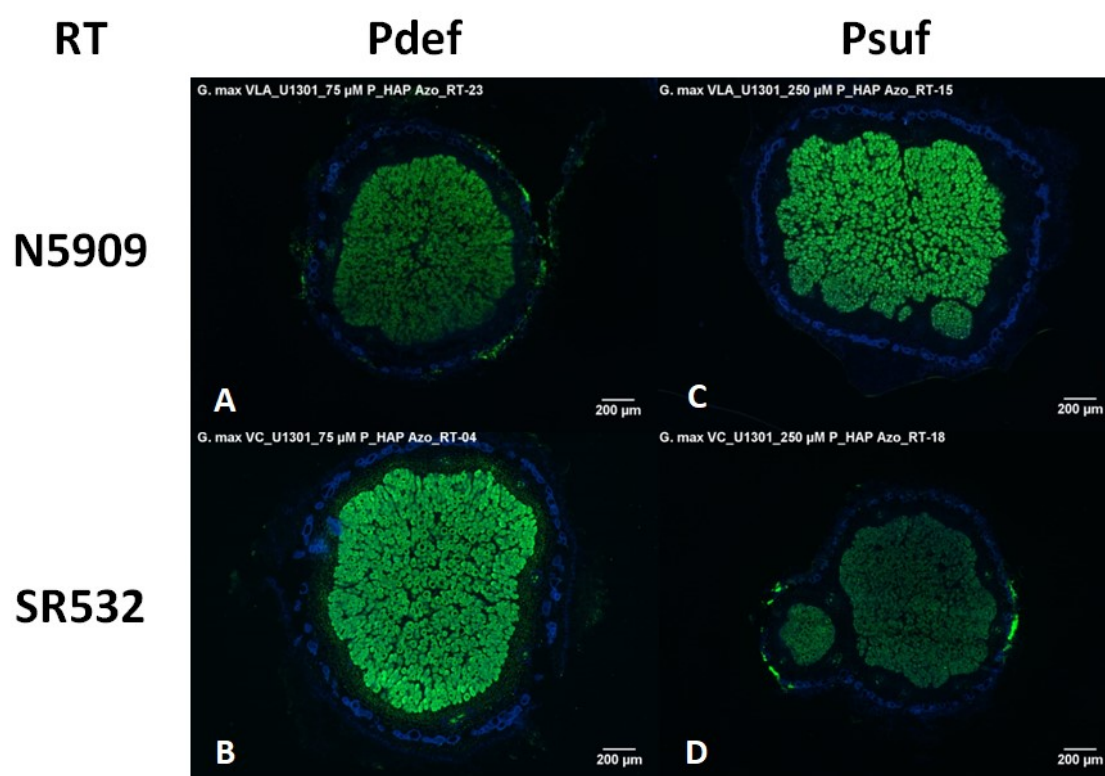 RT Pdef Psuf
G. max VLA_U1301_75 µM P_HAP Azo_RT-23 G. max VLA_U1301_250 µM P_HAP Azo_RT-15
N5909
A 200 µm C 200 µm
G. max VC_U1301_75 µM P_HAP Azo_RT-04 G. max VC_U1301_250 µM P_HAP Azo_RT-18
SR532
B 200 µm D 200 µm